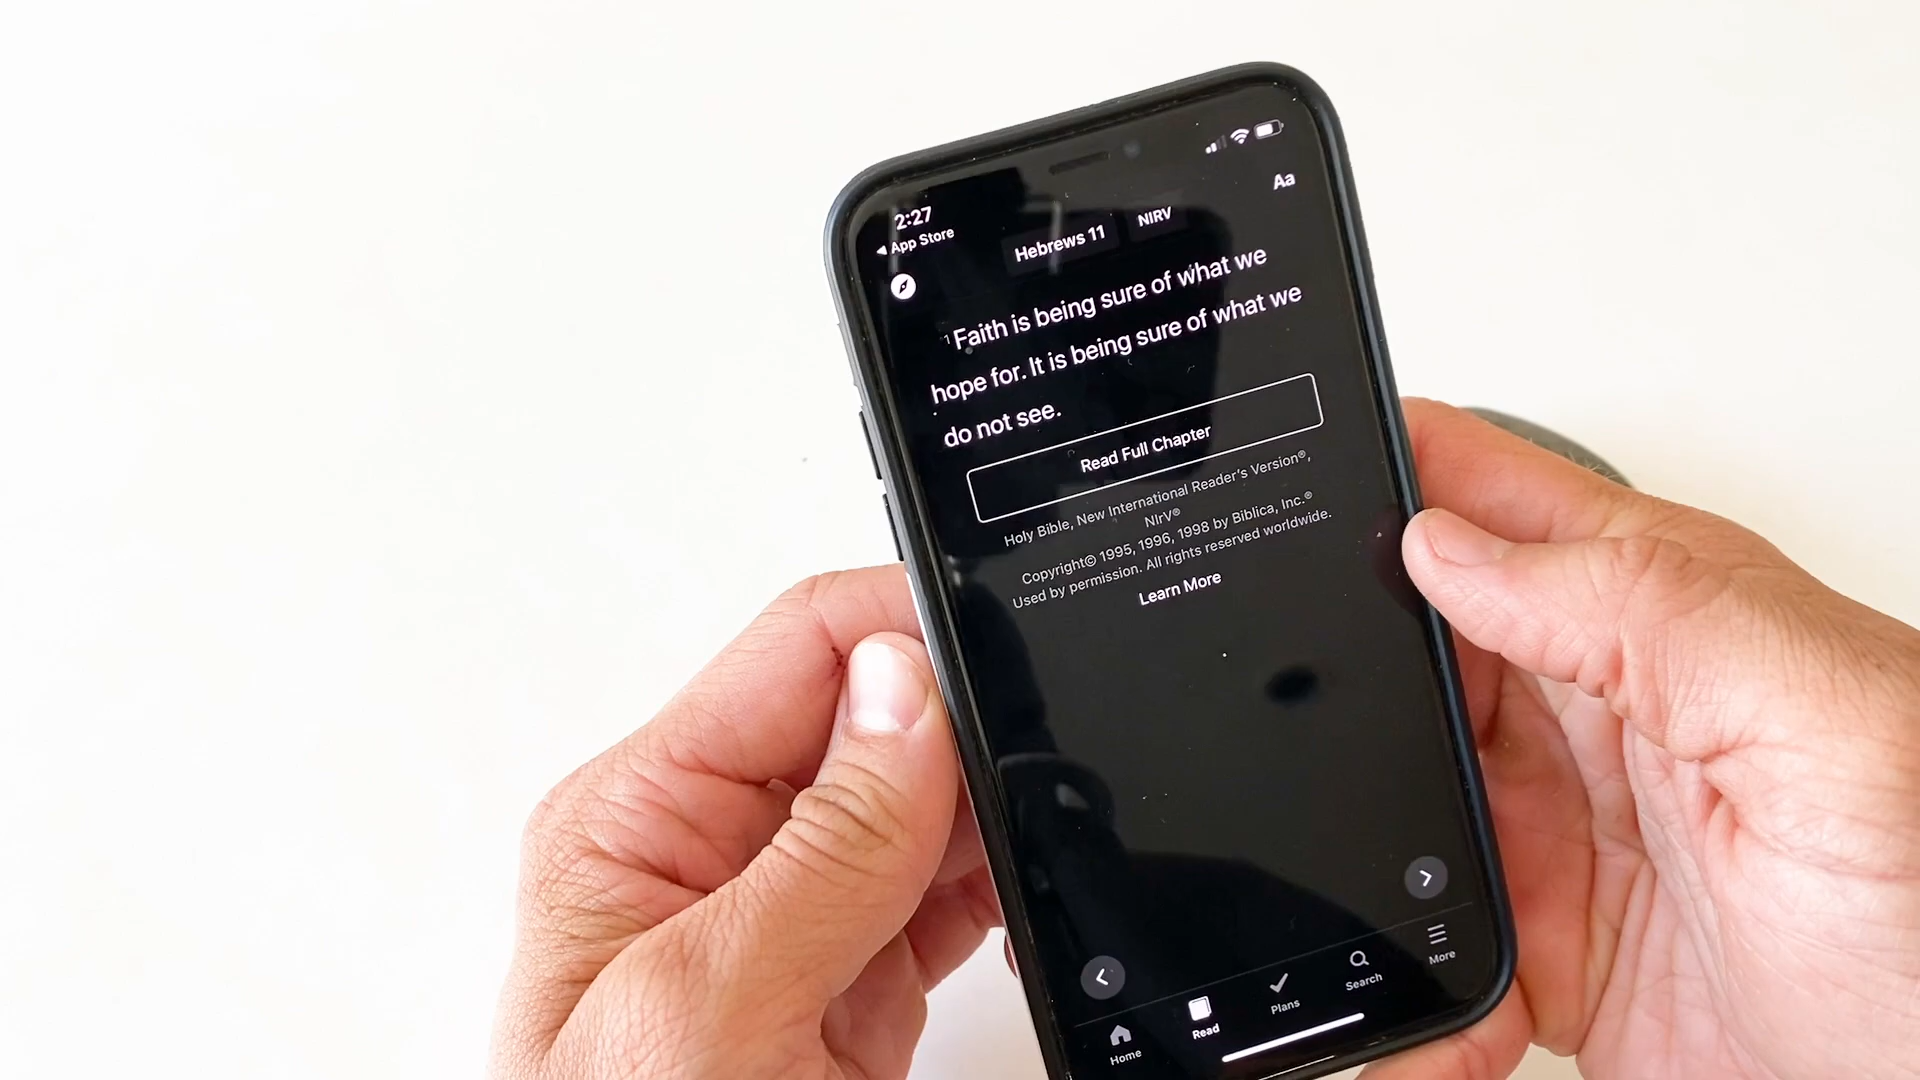 2:27
◀ App Store
Aa
Hebrews 11
NIRV
1 Faith is being sure of what we
hope for. It is being sure of what we
do not see.
Read Full Chapter
Holy Bible, New International Reader's Version®,
NIrV®
Copyright© 1995, 1996, 1998 by Biblica, Inc.®
Used by permission. All rights reserved worldwide.
Learn More
Home
Read
Plans
Search
More